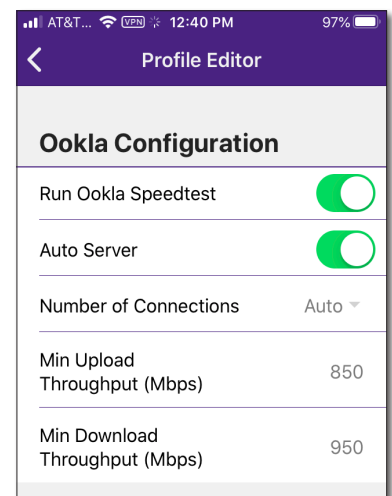 AT&T... VPN 12:40 PM 97%
Profile Editor
Ookla Configuration
Run Ookla Speedtest
Auto Server
Number of Connections Auto
Min Upload
Throughput (Mbps) 850
Min Download
Throughput (Mbps) 950